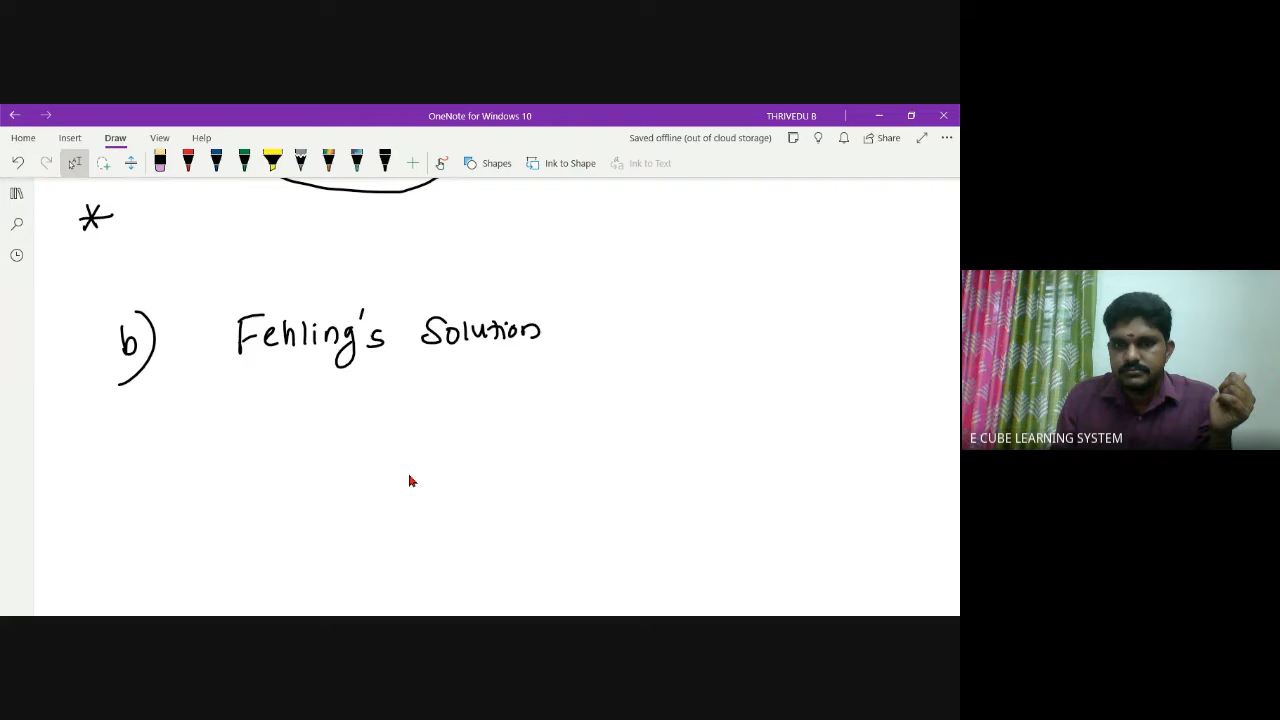 OneNote for Windows 10
THRIVEDU B
Home Insert Draw View Help
Saved offline (out of cloud storage)
Share
Shapes
Ink to Shape
Ink to Text
*
b) Fehling's Solution
E CUBE LEARNING SYSTEM